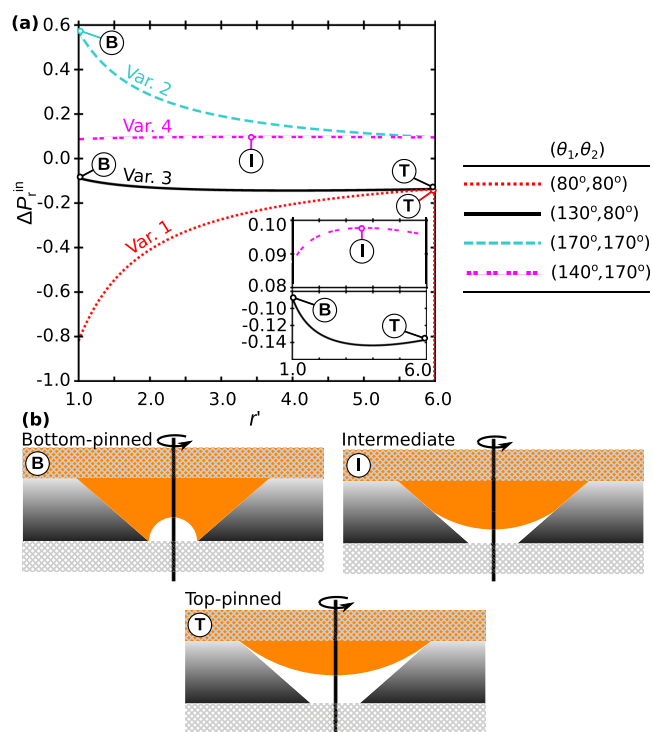 (a)
ΔP_r^in
0.6
0.4
0.2
0.0
-0.2
-0.4
-0.6
-0.8
-1.0
B
Var. 2
Var. 4
I
B
Var. 3
T
T
Var. 1
0.10
0.09
0.08
I
-0.10
-0.12
-0.14
B
T
1.0
6.0
1.0
2.0
3.0
4.0
5.0
6.0
r'
(θ1,θ2)
(80°,80°)
(130°,80°)
(170°,170°)
(140°,170°)
(b)
Bottom-pinned
B
Intermediate
I
Top-pinned
T